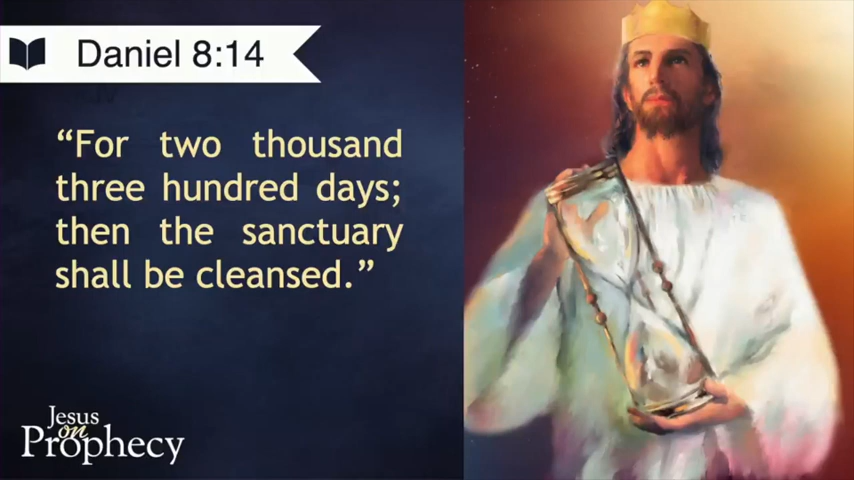 Daniel 8:14
“For two thousand
three hundred days;
then the sanctuary
shall be cleansed.”
Jesus
on
Prophecy